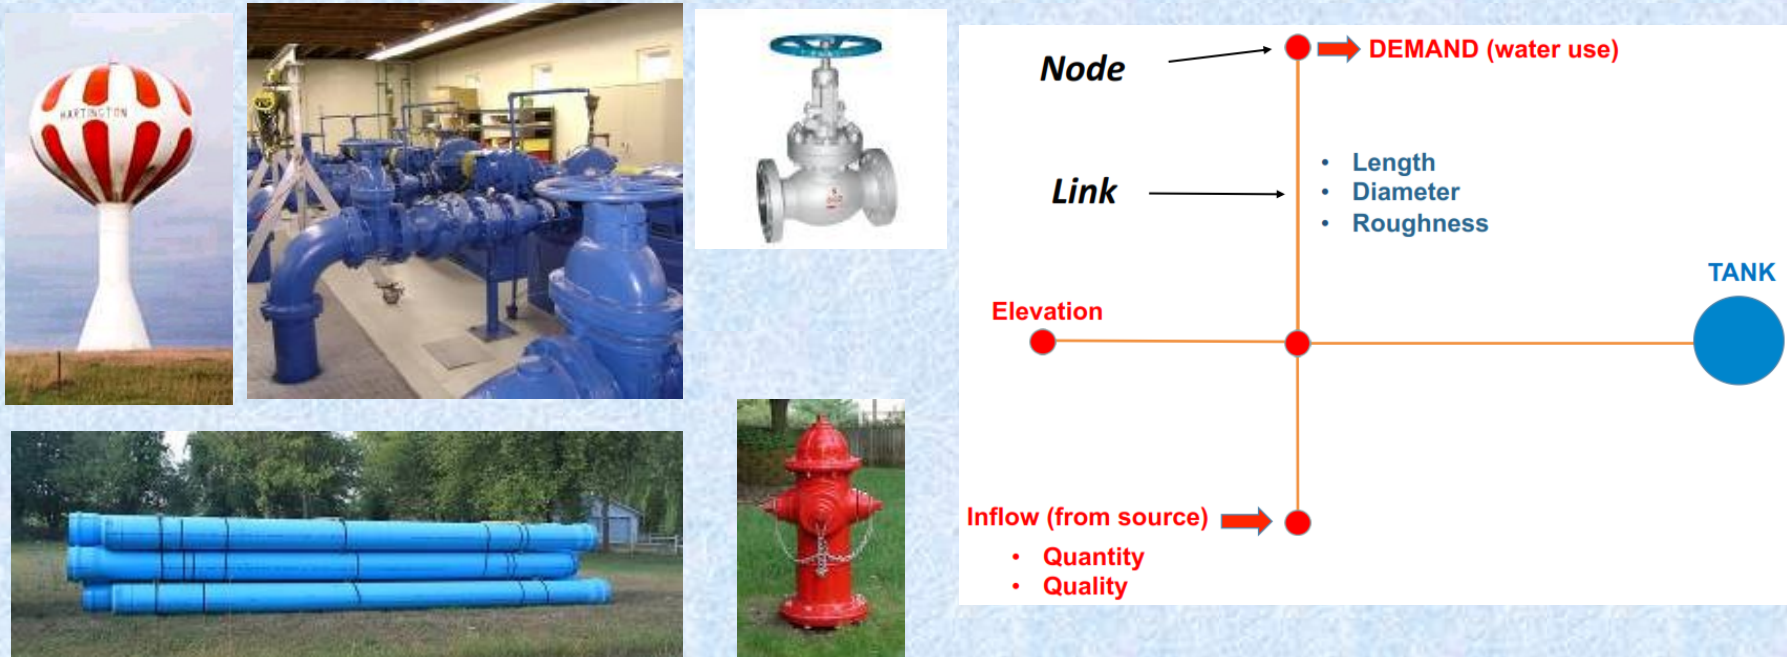 HARTINGTON
Node
DEMAND (water use)
Link
• Length
• Diameter
• Roughness
TANK
Elevation
Inflow (from source)
• Quantity
• Quality